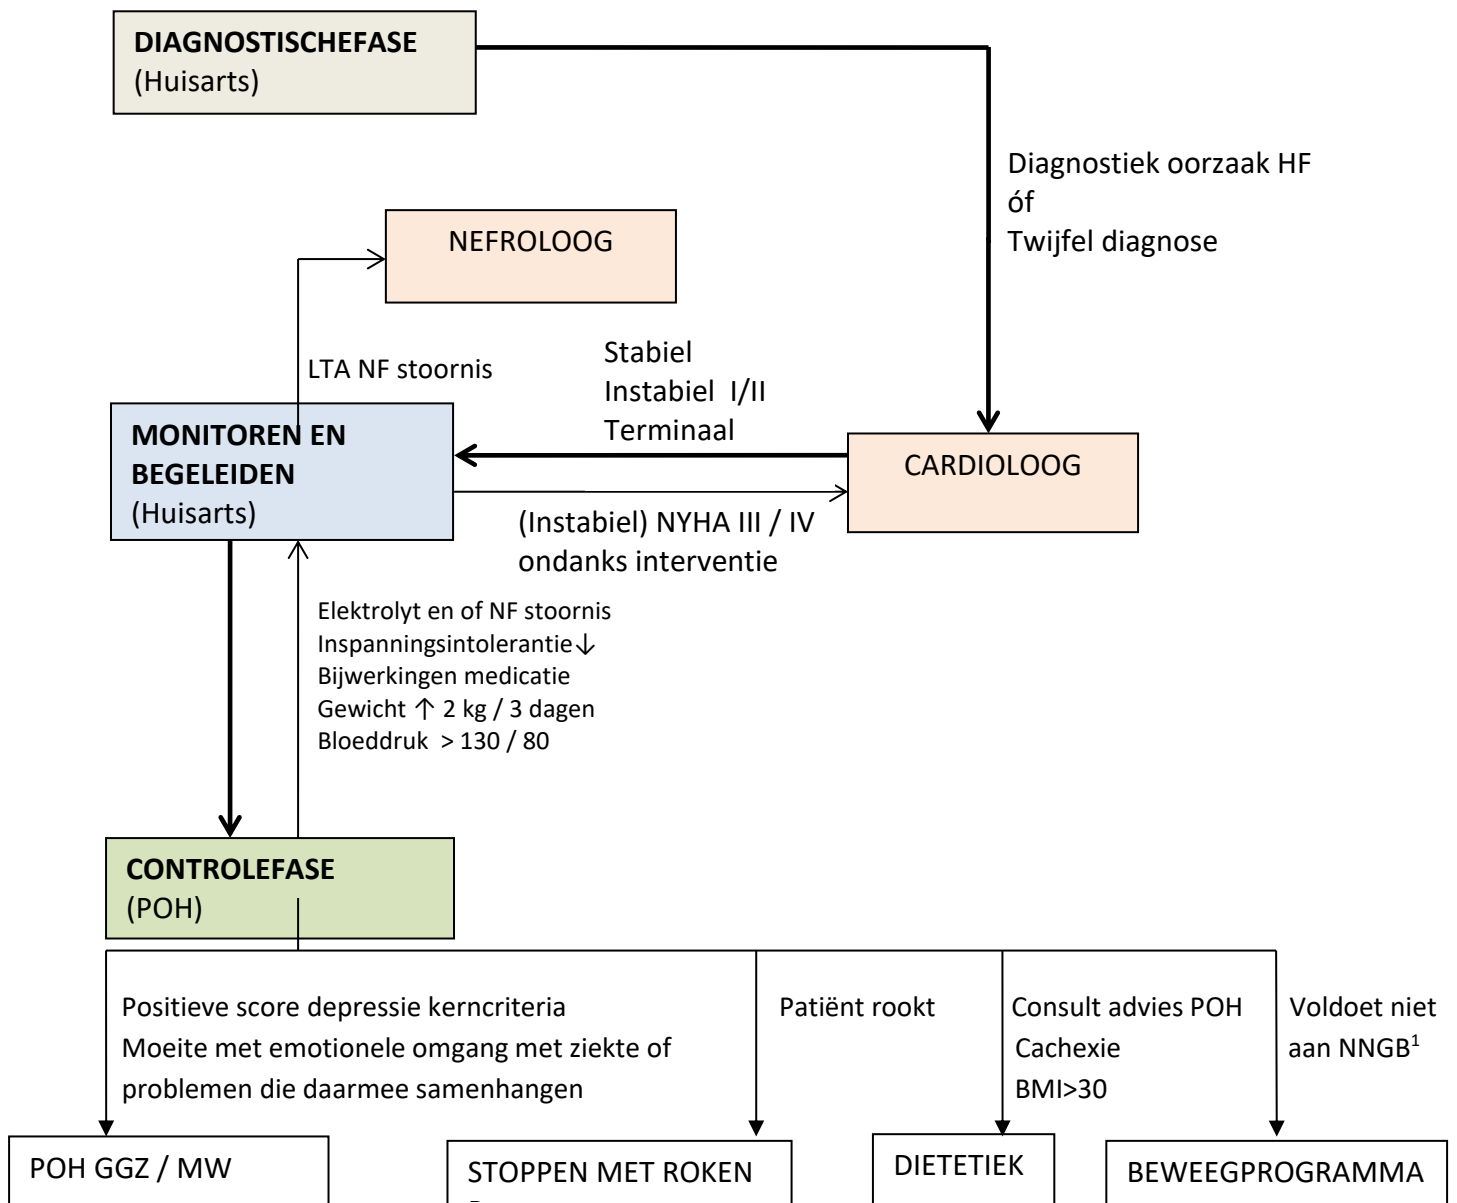 DIAGNOSTISCHEFASE
(Huisarts)
Diagnostiek oorzaak HF
óf
Twijfel diagnose
NEFROLOOG
LTA NF stoornis
Stabiel
Instabiel I/II
Terminaal
MONITOREN EN
BEGELEIDEN
(Huisarts)
CARDIOLOOG
(Instabiel) NYHA III / IV
ondanks interventie
Elektrolyt en of NF stoornis
Inspanningsintolerantie↓
Bijwerkingen medicatie
Gewicht ↑ 2 kg / 3 dagen
Bloeddruk > 130 / 80
CONTROLEFASE
(POH)
Positieve score depressie kerncriteria
Moeite met emotionele omgang met ziekte of
problemen die daarmee samenhangen
Patiënt rookt
Consult advies POH
Cachexie
BMI>30
Voldoet niet
aan NNGB¹
POH GGZ / MW
STOPPEN MET ROKEN
DIETETIEK
BEWEEGPROGRAMMA